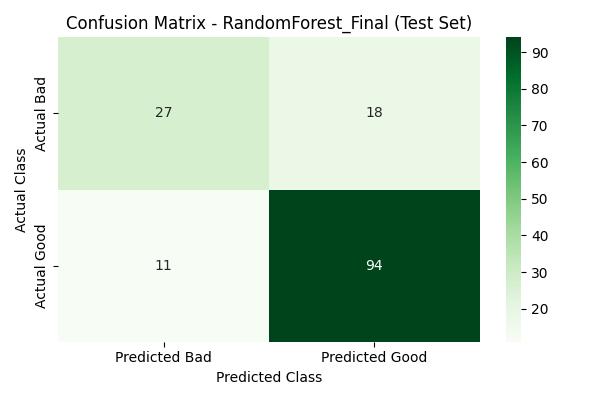 Confusion Matrix - RandomForest_Final (Test Set)
Actual Class
Actual Bad
27
18
Actual Good
11
94
Predicted Bad
Predicted Good
Predicted Class
90
80
70
60
50
40
30
20